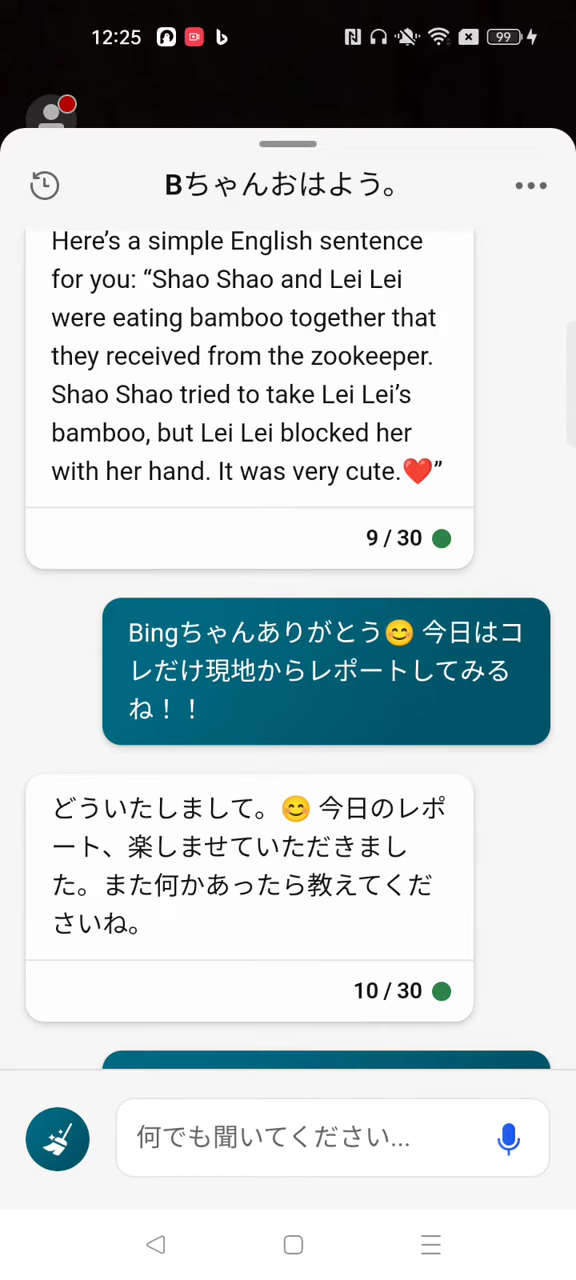 12:25
99
Bちゃんおはよう。
Here’s a simple English sentence
for you: “Shao Shao and Lei Lei
were eating bamboo together that
they received from the zookeeper.
Shao Shao tried to take Lei Lei’s
bamboo, but Lei Lei blocked her
with her hand. It was very cute.❤️”
9 / 30
Bingちゃんありがとう😊 今日はコ
レだけ現地からレポートしてみる
ね！！
どういたしまして。😊 今日のレポ
ート、楽しませていただきまし
た。また何かあったら教えてくだ
さいね。
10 / 30
何でも聞いてください...